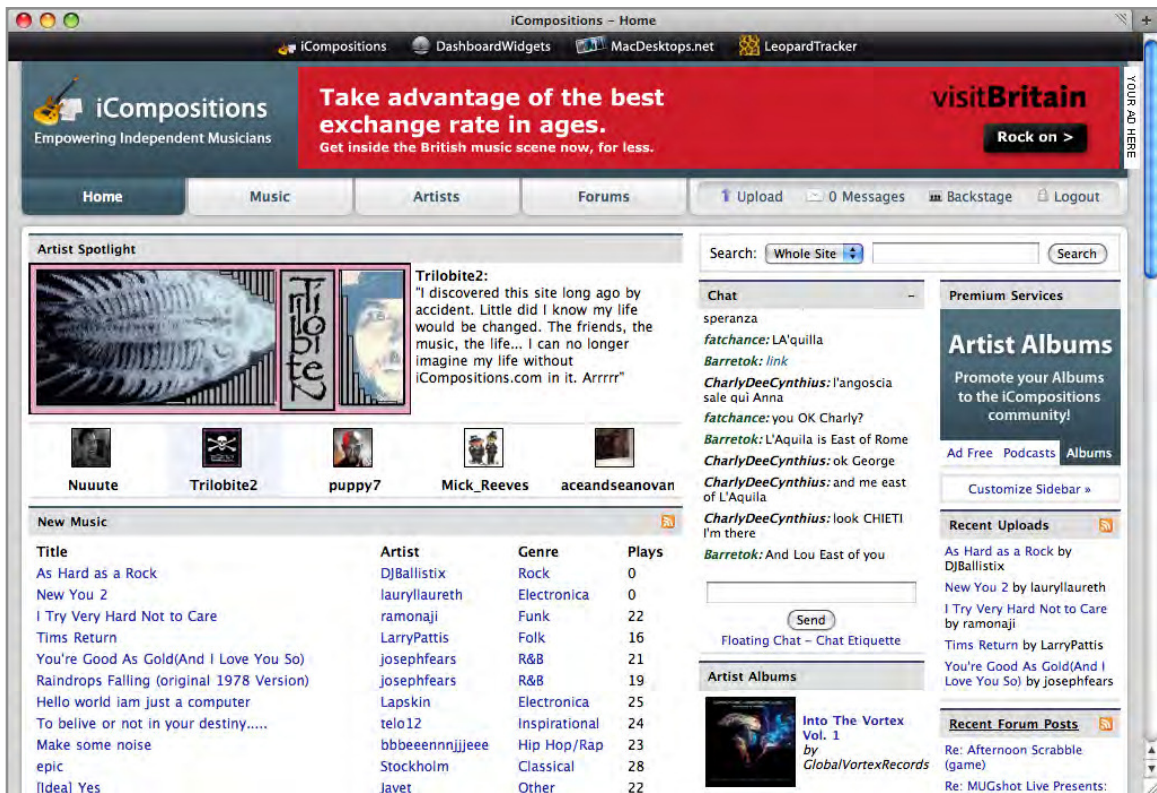 iCompositions – Home
iCompositions DashboardWidgets MacDesktops.net LeopardTracker
iCompositions
Empowering Independent Musicians
Take advantage of the best
exchange rate in ages.
Get inside the British music scene now, for less.
visitBritain
Rock on >
YOUR AD HERE
Home Music Artists Forums
Upload 0 Messages Backstage Logout
Artist Spotlight
Trilobite
Trilobite2:
"I discovered this site long ago by
accident. Little did I know my life
would be changed. The friends, the
music, the life... I can no longer
imagine my life without
iCompositions.com in it. Arrrrr"
Nuuute Trilobite2 puppy7 Mick_Reeves aceandseanovan
New Music
Title Artist Genre Plays
As Hard as a Rock DJBallistix Rock 0
New You 2 lauryllaureth Electronica 0
I Try Very Hard Not to Care ramonaji Funk 22
Tims Return LarryPattis Folk 16
You're Good As Gold(And I Love You So) josephfears R&B 21
Raindrops Falling (original 1978 Version) josephfears R&B 19
Hello world iam just a computer Lapskin Electronica 25
To belive or not in your destiny..... telo12 Inspirational 24
Make some noise bbbeeennnjjjeee Hip Hop/Rap 23
epic Stockholm Classical 28
[Idea] Yes Javet Other 22
Search: Whole Site Search
Chat –
speranza
fatchance: LA'quilla
Barretok: link
CharlyDeeCynthius: l'angoscia
sale quì Anna
fatchance: you OK Charly?
Barretok: L'Aquila is East of Rome
CharlyDeeCynthius: ok George
CharlyDeeCynthius: and me east
of L'Aquila
CharlyDeeCynthius: look CHIETI
I'm there
Barretok: And Lou East of you
Send
Floating Chat – Chat Etiquette
Artist Albums
Into The Vortex
Vol. 1
by
GlobalVortexRecords
Premium Services
Artist Albums
Promote your Albums
to the iCompositions
community!
Ad Free Podcasts Albums
Customize Sidebar »
Recent Uploads
As Hard as a Rock by
DJBallistix
New You 2 by lauryllaureth
I Try Very Hard Not to Care
by ramonaji
Tims Return by LarryPattis
You're Good As Gold(And I
Love You So) by josephfears
Recent Forum Posts
Re: Afternoon Scrabble
(game)
Re: MUGshot Live Presents: